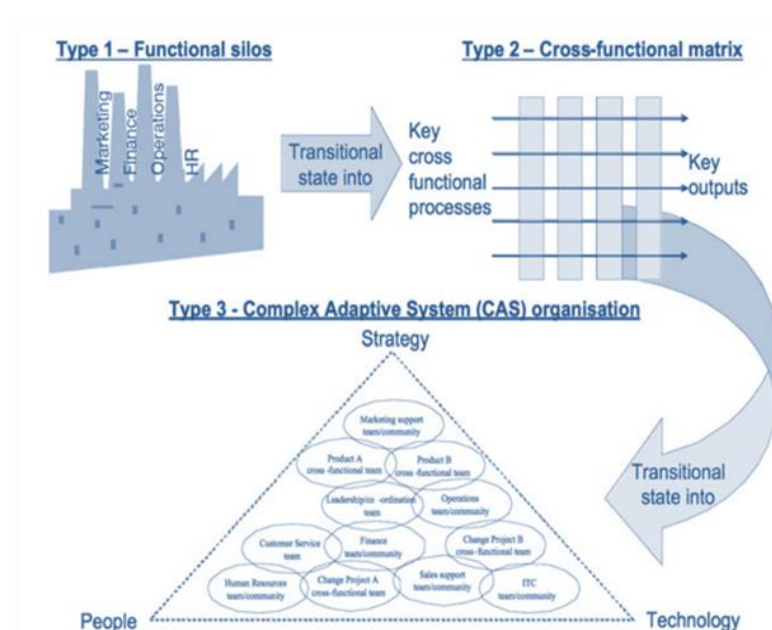 Type 1 – Functional silos
Type 2 – Cross-functional matrix
Marketing
Finance
Operations
HR
Transitional
state into
Key
cross
functional
processes
Key
outputs
Type 3 - Complex Adaptive System (CAS) organisation
Strategy
Marketing support
team/community
Product A
cross -functional team
Product B
cross -functional team
Leadership/co -ordination
team
Operations
team/community
Transitional
state into
Customer Service
team
Finance
team/community
Change Project B
cross -functional team
Human Resources
team/community
Change Project A
cross -functional team
Sales support
team/community
ITC
team/community
People
Technology